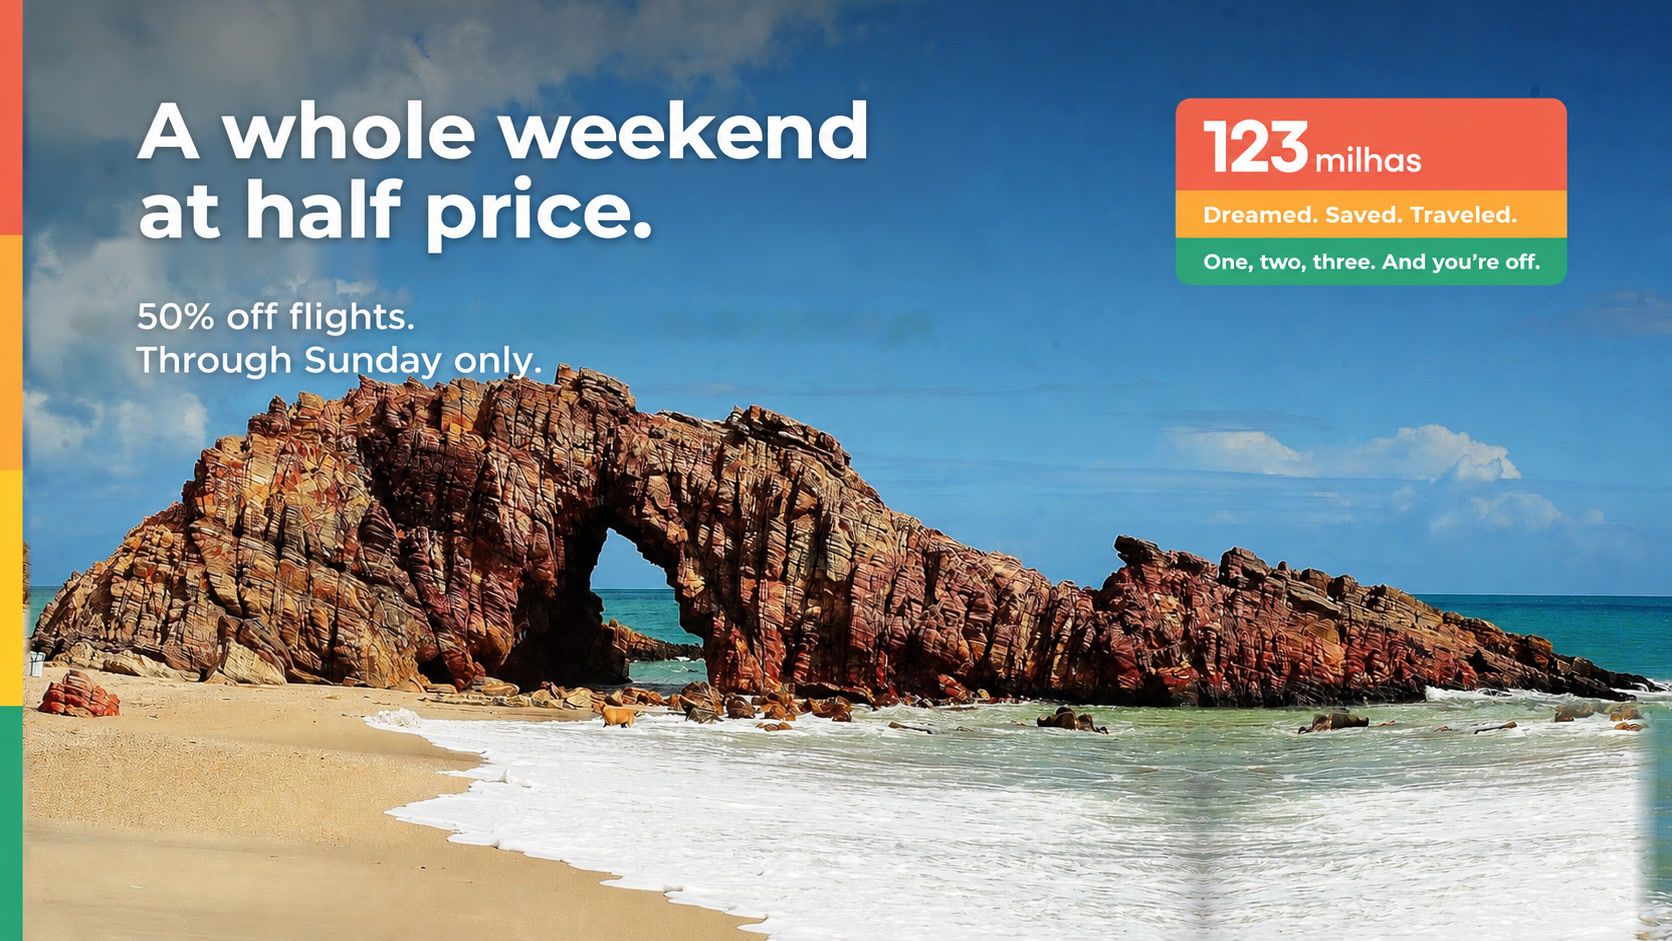 A whole weekend
at half price.
50% off flights.
Through Sunday only.
123 milhas
Dreamed. Saved. Traveled.
One, two, three. And you're off.